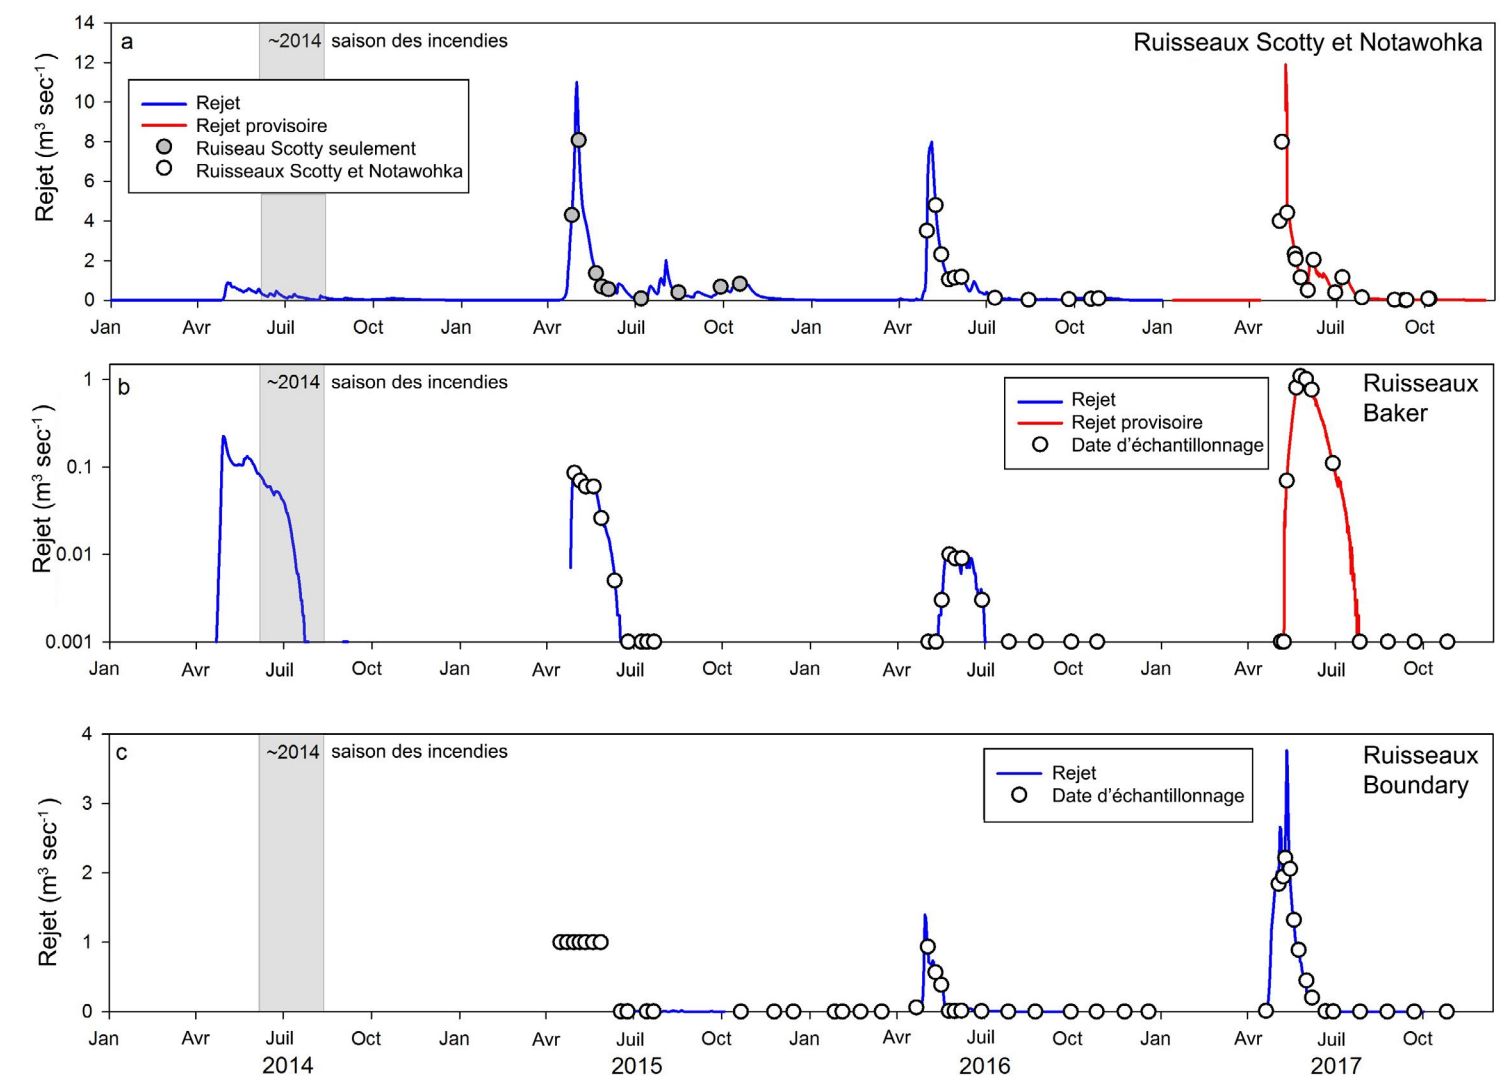 14
12
10
8
6
4
2
0
Rejet (m³ sec⁻¹)
a
~2014 saison des incendies
Ruisseaux Scotty et Notawohka
Rejet
Rejet provisoire
Ruiseau Scotty seulement
Ruisseaux Scotty et Notawohka
Jan Avr Juil Oct Jan Avr Juil Oct Jan Avr Juil Oct Jan Avr Juil Oct
1
0.1
0.01
0.001
Rejet (m³ sec⁻¹)
b
~2014 saison des incendies
Rejet
Rejet provisoire
Date d'échantillonnage
Ruisseaux
Baker
Jan Avr Juil Oct Jan Avr Juil Oct Jan Avr Juil Oct Jan Avr Juil Oct
4
3
2
1
0
Rejet (m³ sec⁻¹)
c
~2014 saison des incendies
Rejet
Date d'échantillonnage
Ruisseaux
Boundary
Jan Avr Juil Oct Jan Avr Juil Oct Jan Avr Juil Oct Jan Avr Juil Oct
2014 2015 2016 2017